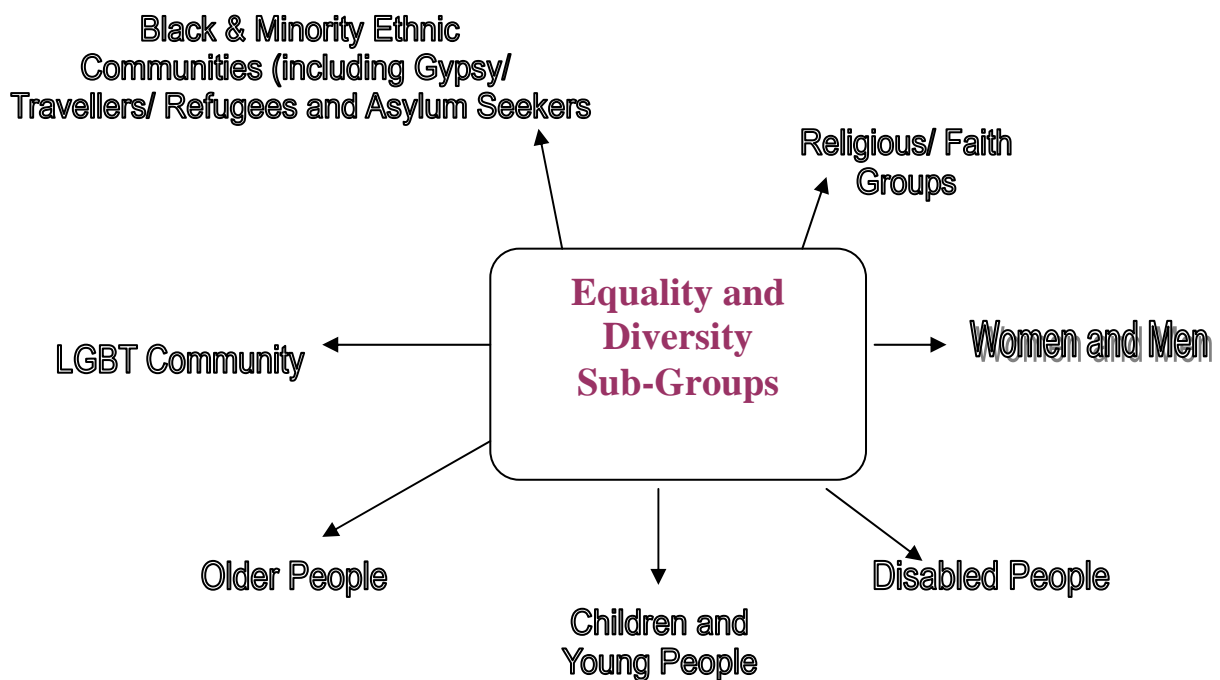 Black & Minority Ethnic
Communities (including Gypsy/
Travellers/ Refugees and Asylum Seekers
Religious/ Faith
Groups
Equality and
Diversity
Sub-Groups
LGBT Community
Women and Men
Older People
Disabled People
Children and
Young People